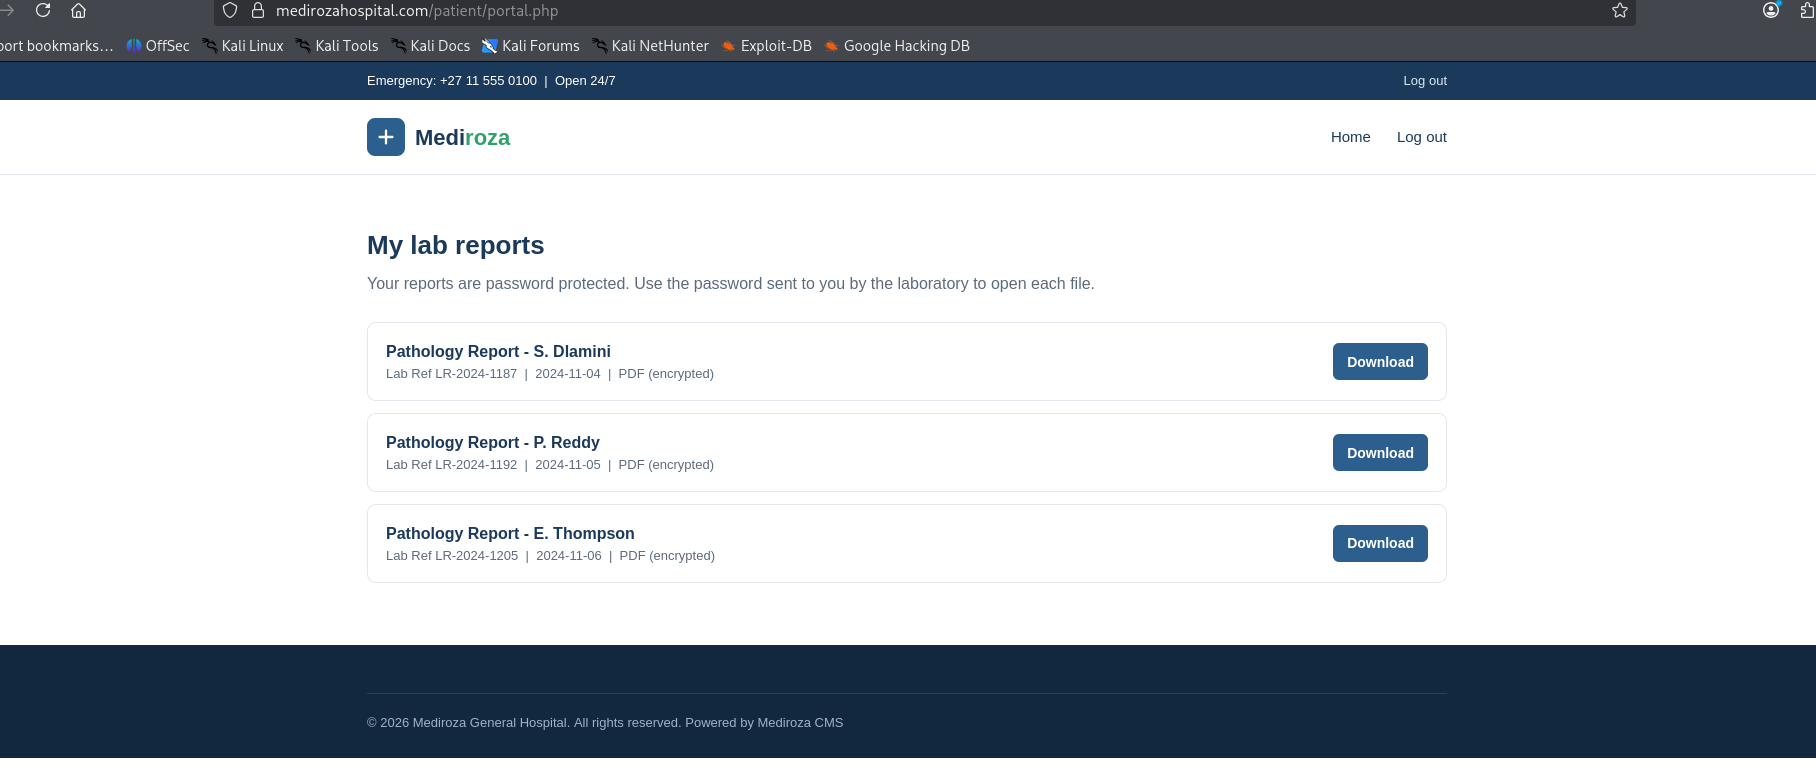 medirozahospital.com/patient/portal.php
port bookmarks... OffSec Kali Linux Kali Tools Kali Docs Kali Forums Kali NetHunter Exploit-DB Google Hacking DB
Emergency: +27 11 555 0100 | Open 24/7 Log out
Mediroza Home Log out
My lab reports
Your reports are password protected. Use the password sent to you by the laboratory to open each file.
Pathology Report - S. Dlamini
Lab Ref LR-2024-1187 | 2024-11-04 | PDF (encrypted)
Download
Pathology Report - P. Reddy
Lab Ref LR-2024-1192 | 2024-11-05 | PDF (encrypted)
Download
Pathology Report - E. Thompson
Lab Ref LR-2024-1205 | 2024-11-06 | PDF (encrypted)
Download
© 2026 Mediroza General Hospital. All rights reserved. Powered by Mediroza CMS